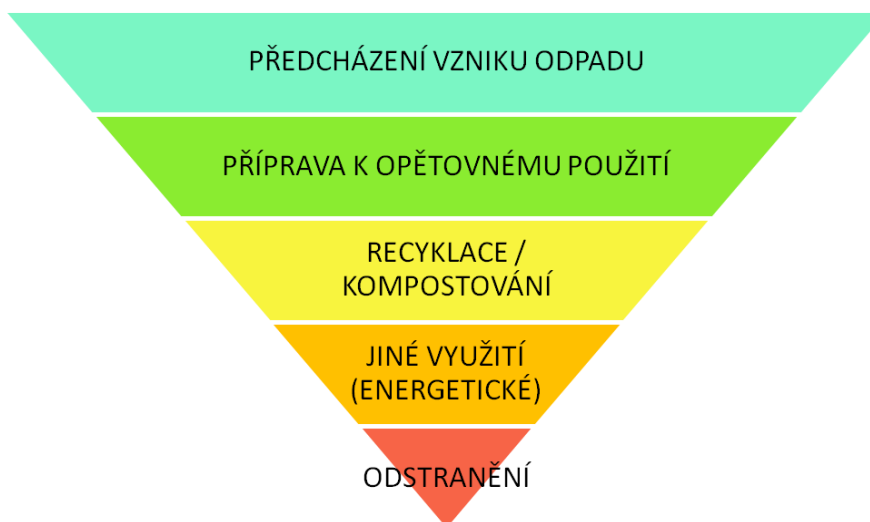 PŘEDCHÁZENÍ VZNIKU ODPADU
PŘÍPRAVA K OPĚTOVNÉMU POUŽITÍ
RECYKLACE /
KOMPOSTOVÁNÍ
JINÉ VYUŽITÍ
(ENERGETICKÉ)
ODSTRANĚNÍ